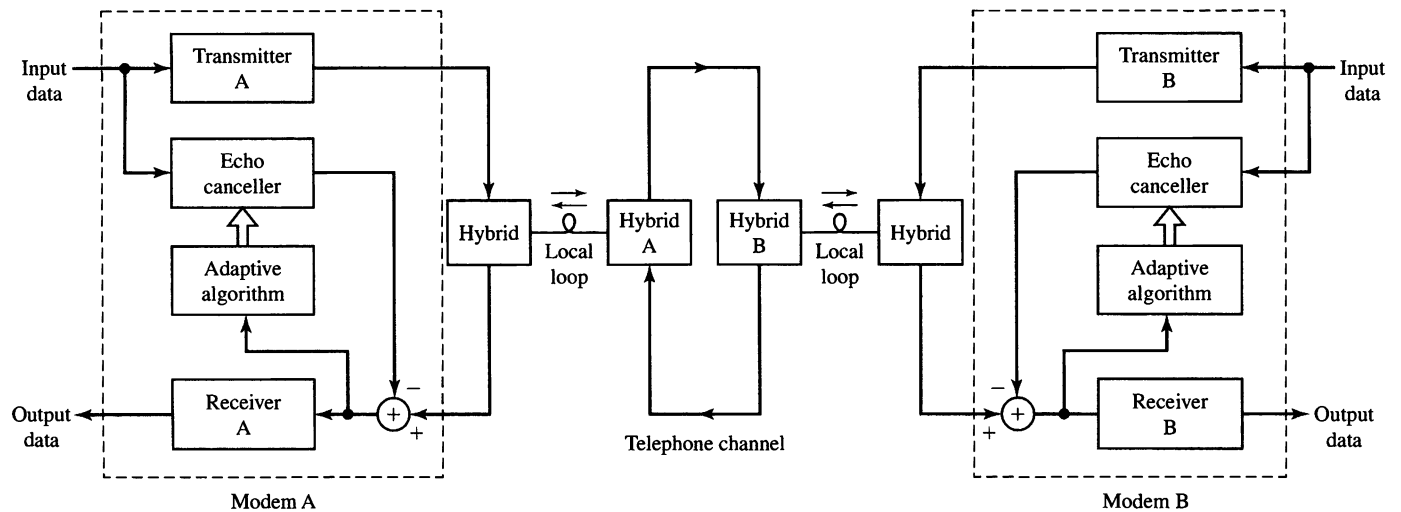 Input
data
Transmitter
A
Echo
canceller
Adaptive
algorithm
Receiver
A
Output
data
−
+
+
Modem A
Hybrid
Local
loop
Hybrid
A
Hybrid
B
Telephone channel
Local
loop
Hybrid
Transmitter
B
Input
data
Echo
canceller
Adaptive
algorithm
−
+
+
Receiver
B
Output
data
Modem B